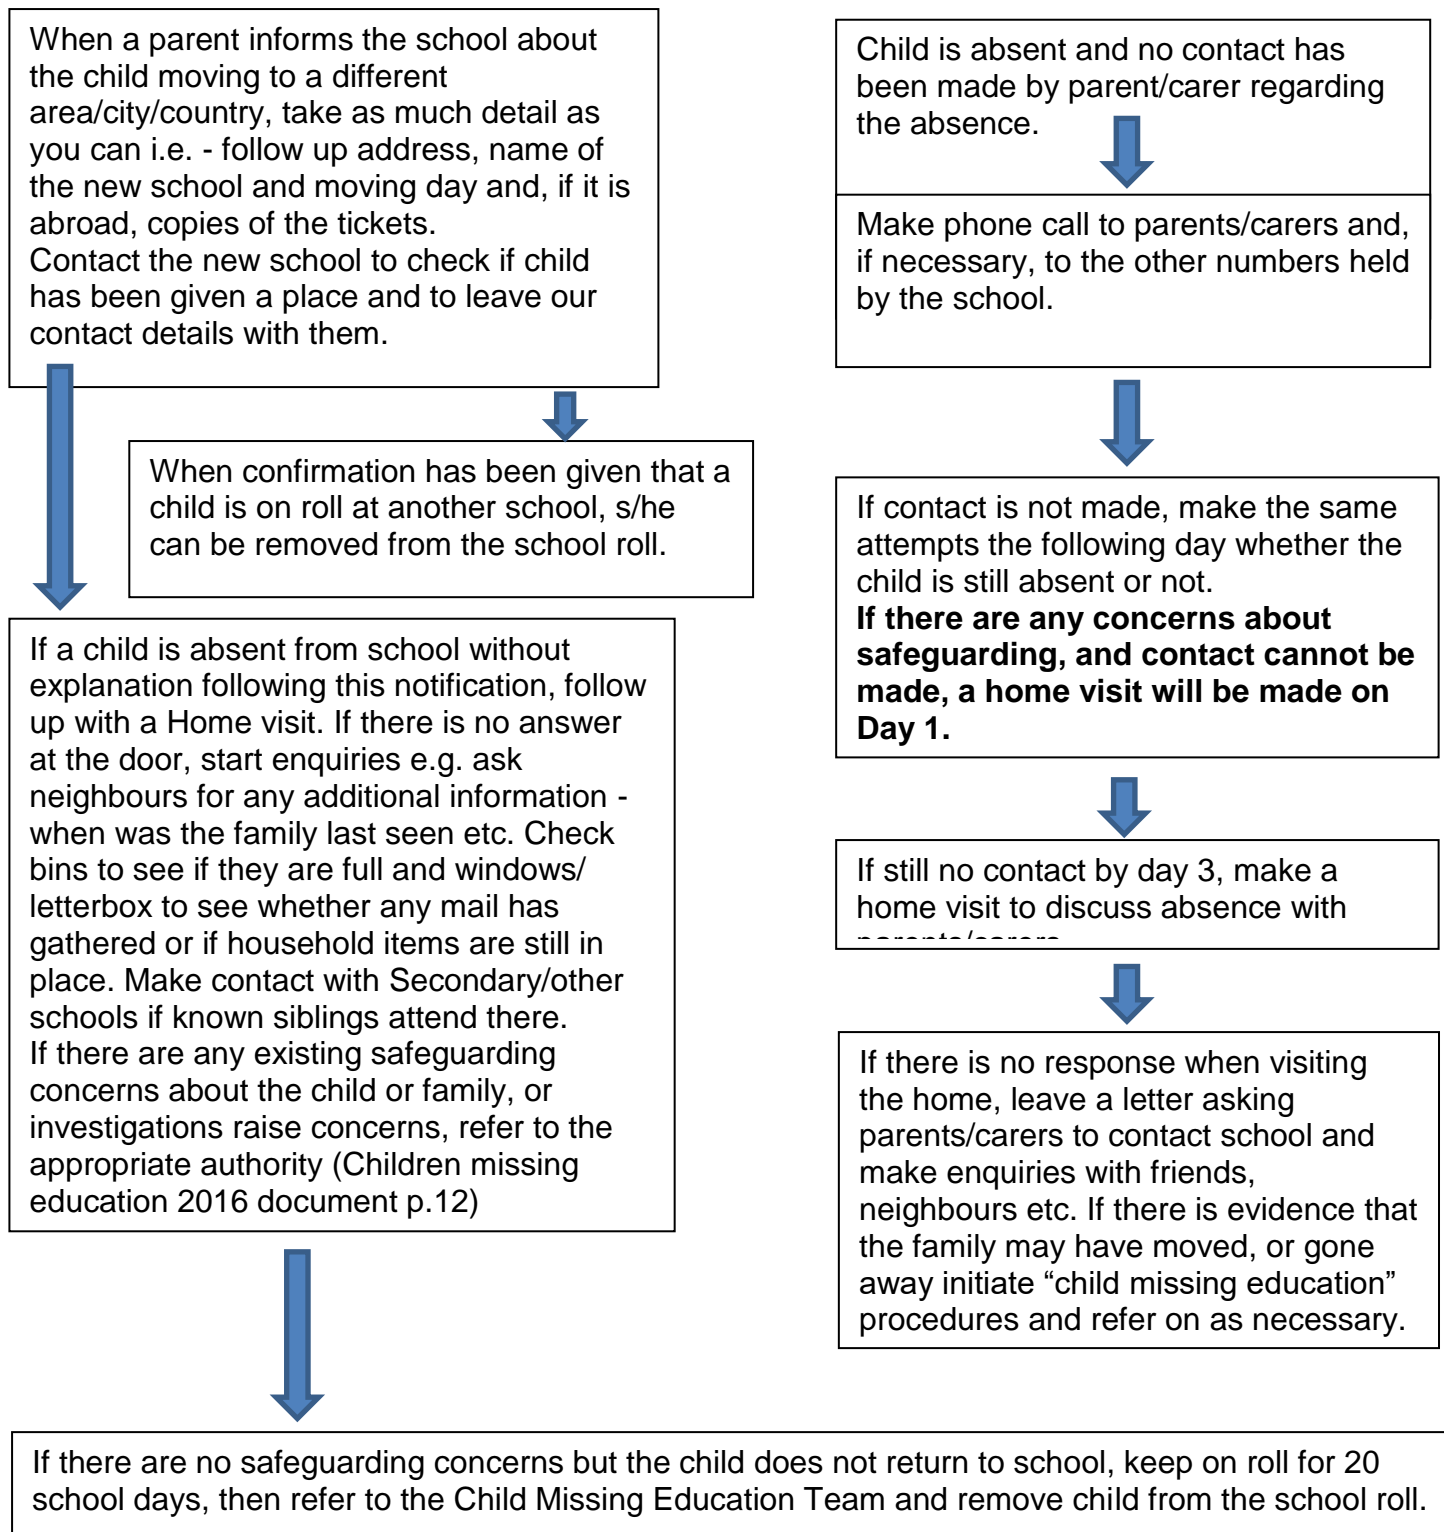 When a parent informs the school about
the child moving to a different
area/city/country, take as much detail as
you can i.e. - follow up address, name of
the new school and moving day and, if it is
abroad, copies of the tickets.
Contact the new school to check if child
has been given a place and to leave our
contact details with them.
When confirmation has been given that a
child is on roll at another school, s/he
can be removed from the school roll.
If a child is absent from school without
explanation following this notification, follow
up with a Home visit. If there is no answer
at the door, start enquiries e.g. ask
neighbours for any additional information -
when was the family last seen etc. Check
bins to see if they are full and windows/
letterbox to see whether any mail has
gathered or if household items are still in
place. Make contact with Secondary/other
schools if known siblings attend there.
If there are any existing safeguarding
concerns about the child or family, or
investigations raise concerns, refer to the
appropriate authority (Children missing
education 2016 document p.12)
Child is absent and no contact has
been made by parent/carer regarding
the absence.
Make phone call to parents/carers and,
if necessary, to the other numbers held
by the school.
If contact is not made, make the same
attempts the following day whether the
child is still absent or not.
If there are any concerns about
safeguarding, and contact cannot be
made, a home visit will be made on
Day 1.
If still no contact by day 3, make a
home visit to discuss absence with
If there is no response when visiting
the home, leave a letter asking
parents/carers to contact school and
make enquiries with friends,
neighbours etc. If there is evidence that
the family may have moved, or gone
away initiate “child missing education”
procedures and refer on as necessary.
If there are no safeguarding concerns but the child does not return to school, keep on roll for 20
school days, then refer to the Child Missing Education Team and remove child from the school roll.